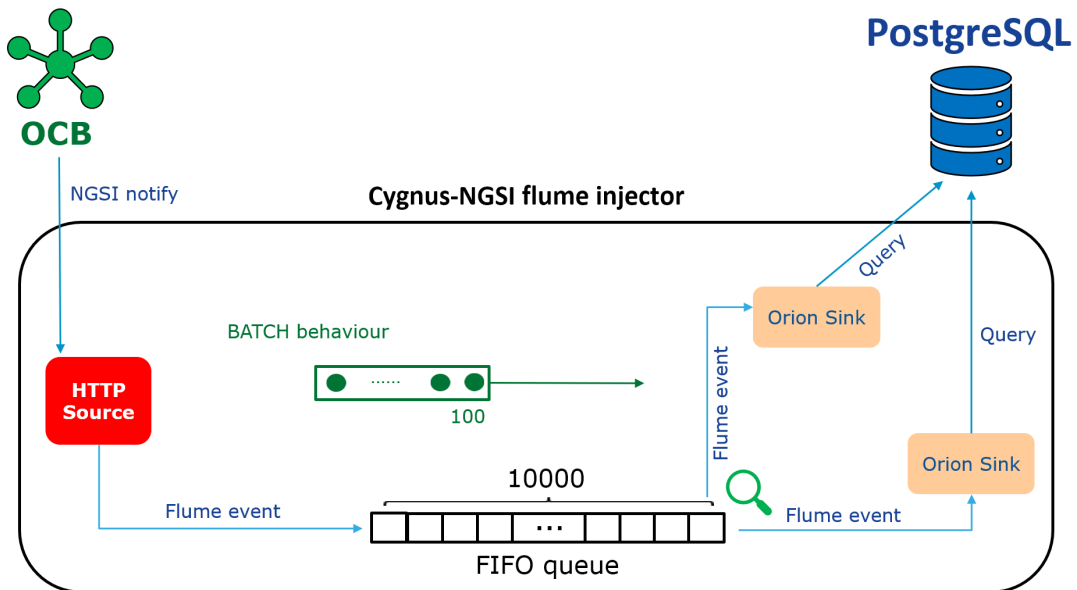 PostgreSQL
OCB
NGSI notify
Cygnus-NGSI flume injector
Query
Orion Sink
BATCH behaviour
Query
HTTP
Source
......
100
Flume event
Orion Sink
10000
Flume event
...
Flume event
FIFO queue